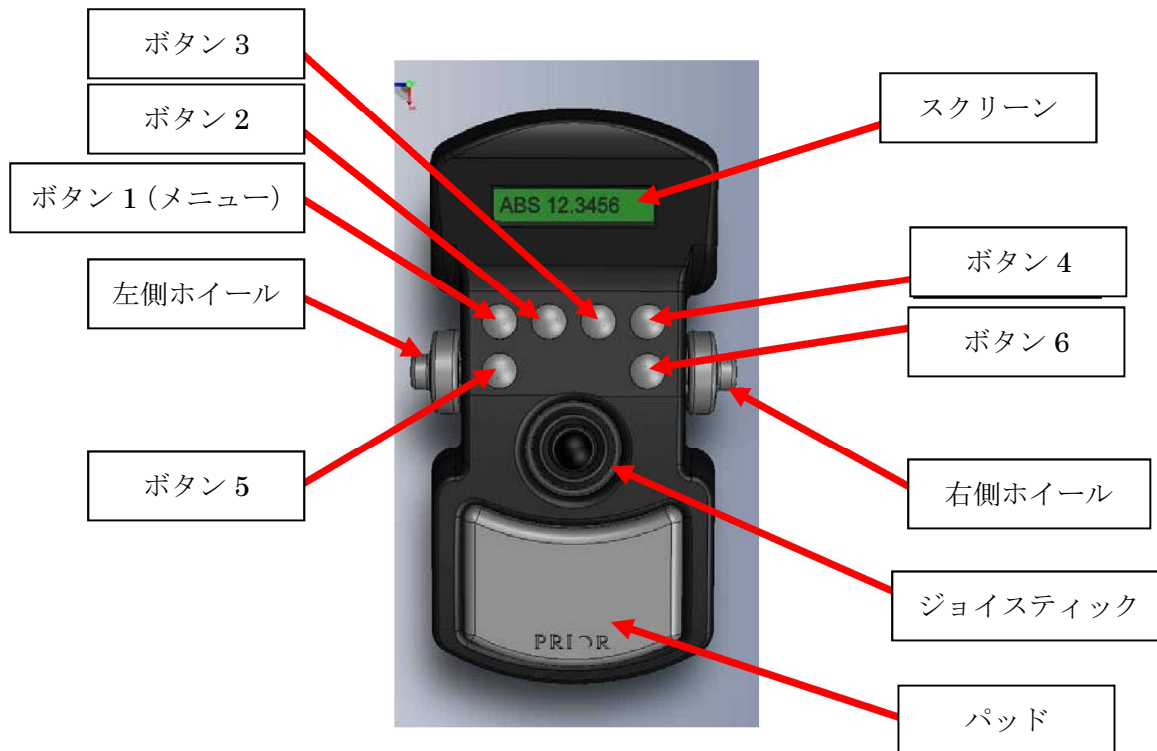 ボタン 3
ボタン 2
ボタン 1（メニュー）
左側ホイール
ボタン 5
スクリーン
ボタン 4
ボタン 6
右側ホイール
ジョイスティック
パッド
ABS 12.3456
PRIOR